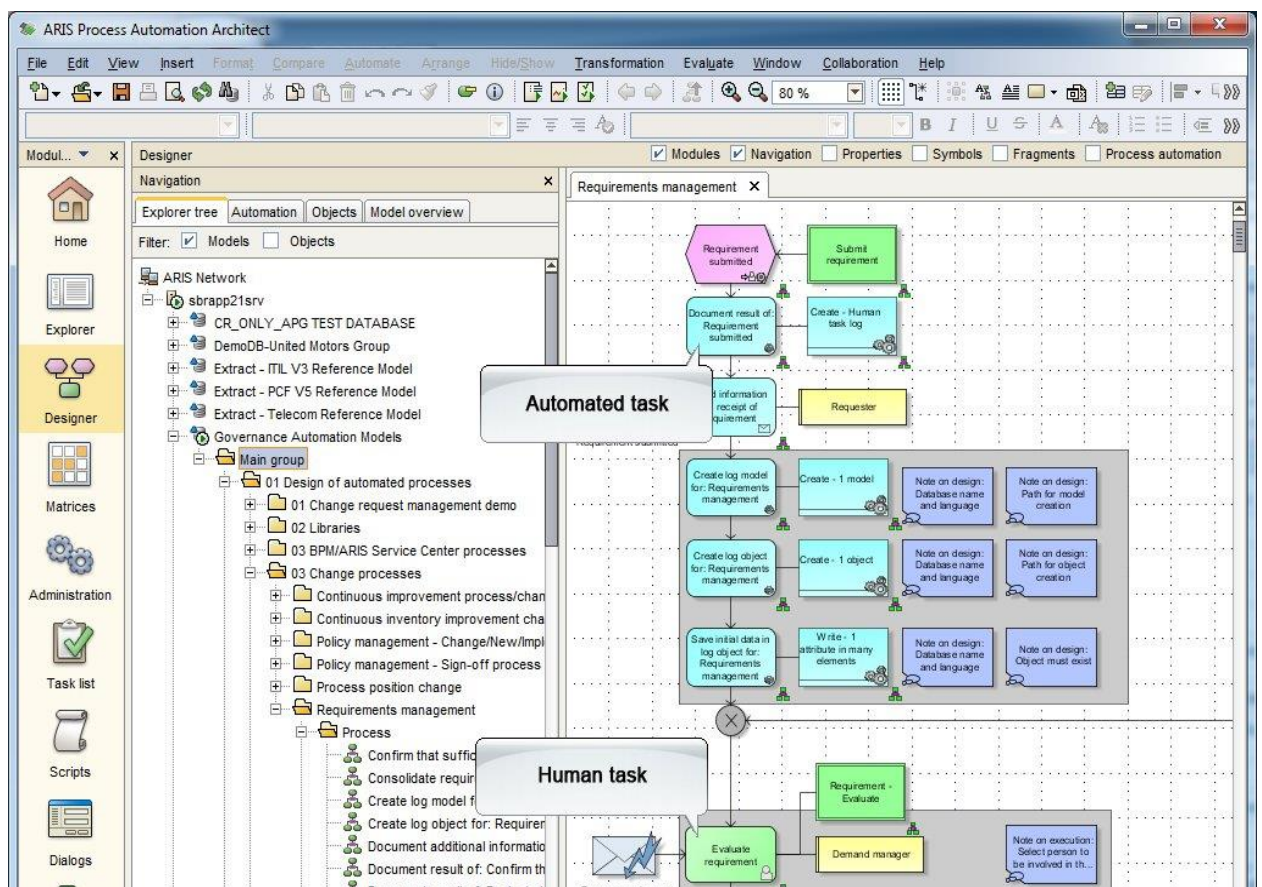 ARIS Process Automation Architect
File Edit View Insert Format Compare Automate Arrange Hide/Show Transformation Evaluate Window Collaboration Help
80 %
B I U S A
Modul...
Designer
Modules Navigation Properties Symbols Fragments Process automation
Home
Explorer
Designer
Matrices
Administration
Task list
Scripts
Dialogs
Navigation
Explorer tree Automation Objects Model overview
Filter: Models Objects
ARIS Network
sbrapp21srv
CR_ONLY_APG TEST DATABASE
DemoDB-United Motors Group
Extract - ITIL V3 Reference Model
Extract - PCF V5 Reference Model
Extract - Telecom Reference Model
Governance Automation Models
Main group
01 Design of automated processes
01 Change request management demo
02 Libraries
03 BPM/ARIS Service Center processes
03 Change processes
Continuous improvement process/chan
Continuous inventory improvement cha
Policy management - Change/New/Impl
Policy management - Sign-off process
Process position change
Requirements management
Process
Confirm that suffic
Consolidate requir
Create log model f
Create log object for: Requirer
Document additional informatio
Document result of: Confirm th
Requirements management
Requirement
submitted
Submit
requirement
Document result of:
Requirement
submitted
Create - Human
task log
Automated task
information
receipt of
quirement
Requester
Requirement submitted
Create log model
for: Requirements
management
Create - 1 model
Note on design:
Database name
and language
Note on design:
Path for model
creation
Create log object
for: Requirements
management
Create - 1 object
Note on design:
Database name
and language
Note on design:
Path for object
creation
Save initial data in
log object for:
Requirements
management
Write - 1
attribute in many
elements
Note on design:
Database name
and language
Note on design:
Object must exist
Human task
Requirement -
Evaluate
Evaluate
requirement
Demand manager
Note on execution:
Select person to
be involved in th...